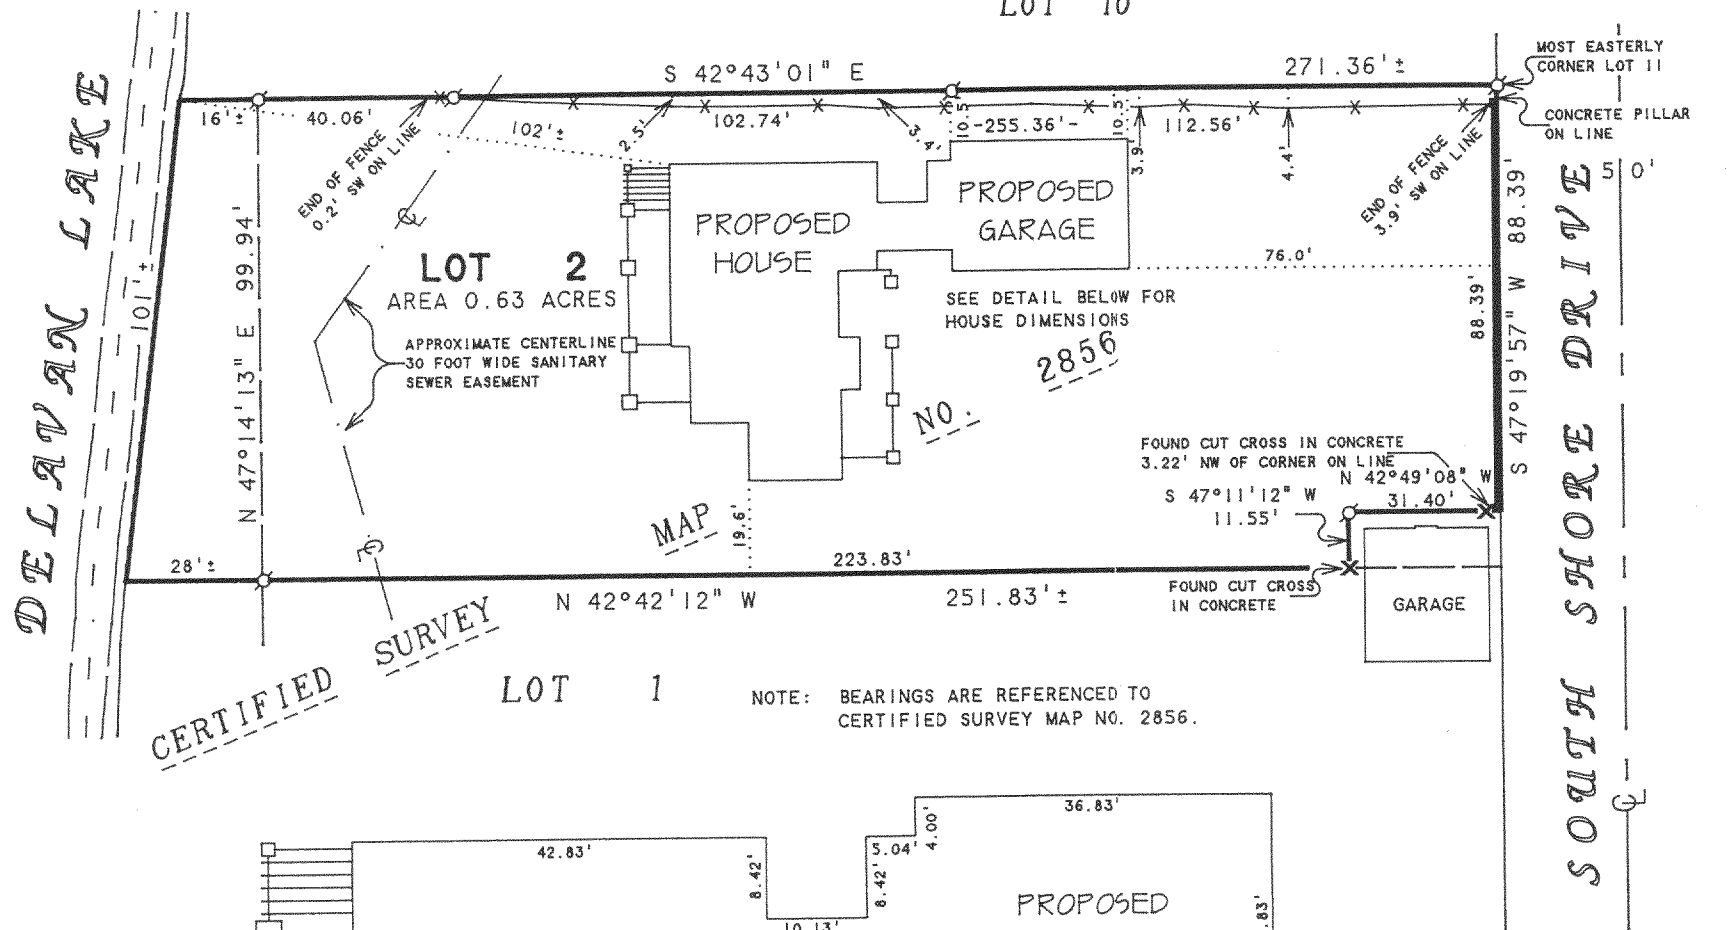 LOT 10
S 42°43'01" E
271.36'±
MOST EASTERLY
CORNER LOT 11
CONCRETE PILLAR
ON LINE
16'±
40.06'
102'±
2.5'
102.74'
3.4'
10.5'
-255.36'-
10.5'
3.9'
112.56'
4.4'
END OF FENCE
0.2' SW ON LINE
END OF FENCE
3.9' SW ON LINE
50'
DELAVAN LAKE
101'±
N 47°14'13" E 99.94'
LOT 2
AREA 0.63 ACRES
APPROXIMATE CENTERLINE
30 FOOT WIDE SANITARY
SEWER EASEMENT
PROPOSED
HOUSE
PROPOSED
GARAGE
76.0'
SEE DETAIL BELOW FOR
HOUSE DIMENSIONS
88.39'
S 47°19'57" W 88.39'
SOUTH SHORE DRIVE
CERTIFIED SURVEY MAP NO. 2856
FOUND CUT CROSS IN CONCRETE
3.22' NW OF CORNER ON LINE
N 42°49'08" W
31.40'
S 47°11'12" W
11.55'
19.6'
28'±
223.83'
N 42°42'12" W
251.83'±
FOUND CUT CROSS
IN CONCRETE
GARAGE
LOT 1
NOTE: BEARINGS ARE REFERENCED TO
CERTIFIED SURVEY MAP NO. 2856.
42.83'
8.42'
10.13'
8.42'
5.04'
4.00'
36.83'
PROPOSED
.83'